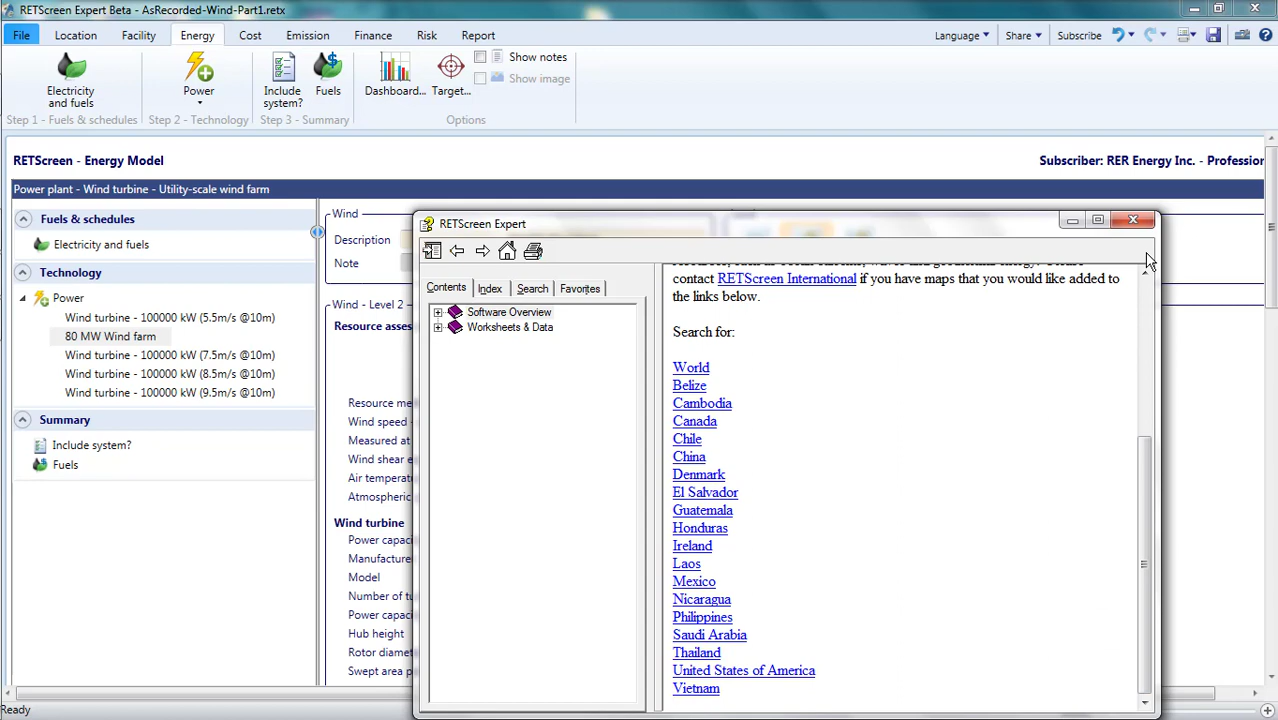 RETScreen Expert Beta - AsRecorded-Wind-Part1.retx
File Location Facility Energy Cost Emission Finance Risk Report Language Share Subscribe
Electricity and fuels
Power
Include system?
Fuels
Dashboard...
Target...
Show notes
Show image
Step 1 - Fuels & schedules
Step 2 - Technology
Step 3 - Summary
Options
RETScreen - Energy Model
Subscriber: RER Energy Inc. - Profession
Power plant - Wind turbine - Utility-scale wind farm
Fuels & schedules
Electricity and fuels
Technology
Power
Wind turbine - 100000 kW (5.5m/s @10m)
80 MW Wind farm
Wind turbine - 100000 kW (7.5m/s @10m)
Wind turbine - 100000 kW (8.5m/s @10m)
Wind turbine - 100000 kW (9.5m/s @10m)
Summary
Include system?
Fuels
Wind
Description
Note
Wind - Level 2
Resource asses
Resource me
Wind speed -
Measured at
Wind shear e
Air temperatu
Atmospheric
Wind turbine
Power capaci
Manufacture
Model
Number of tu
Power capaci
Hub height
Rotor diamet
Swept area p
RETScreen Expert
Contents Index Search Favorites
Software Overview
Worksheets & Data
contact RETScreen International if you have maps that you would like added to
the links below.
Search for:
World
Belize
Cambodia
Canada
Chile
China
Denmark
El Salvador
Guatemala
Honduras
Ireland
Laos
Mexico
Nicaragua
Philippines
Saudi Arabia
Thailand
United States of America
Vietnam
Ready